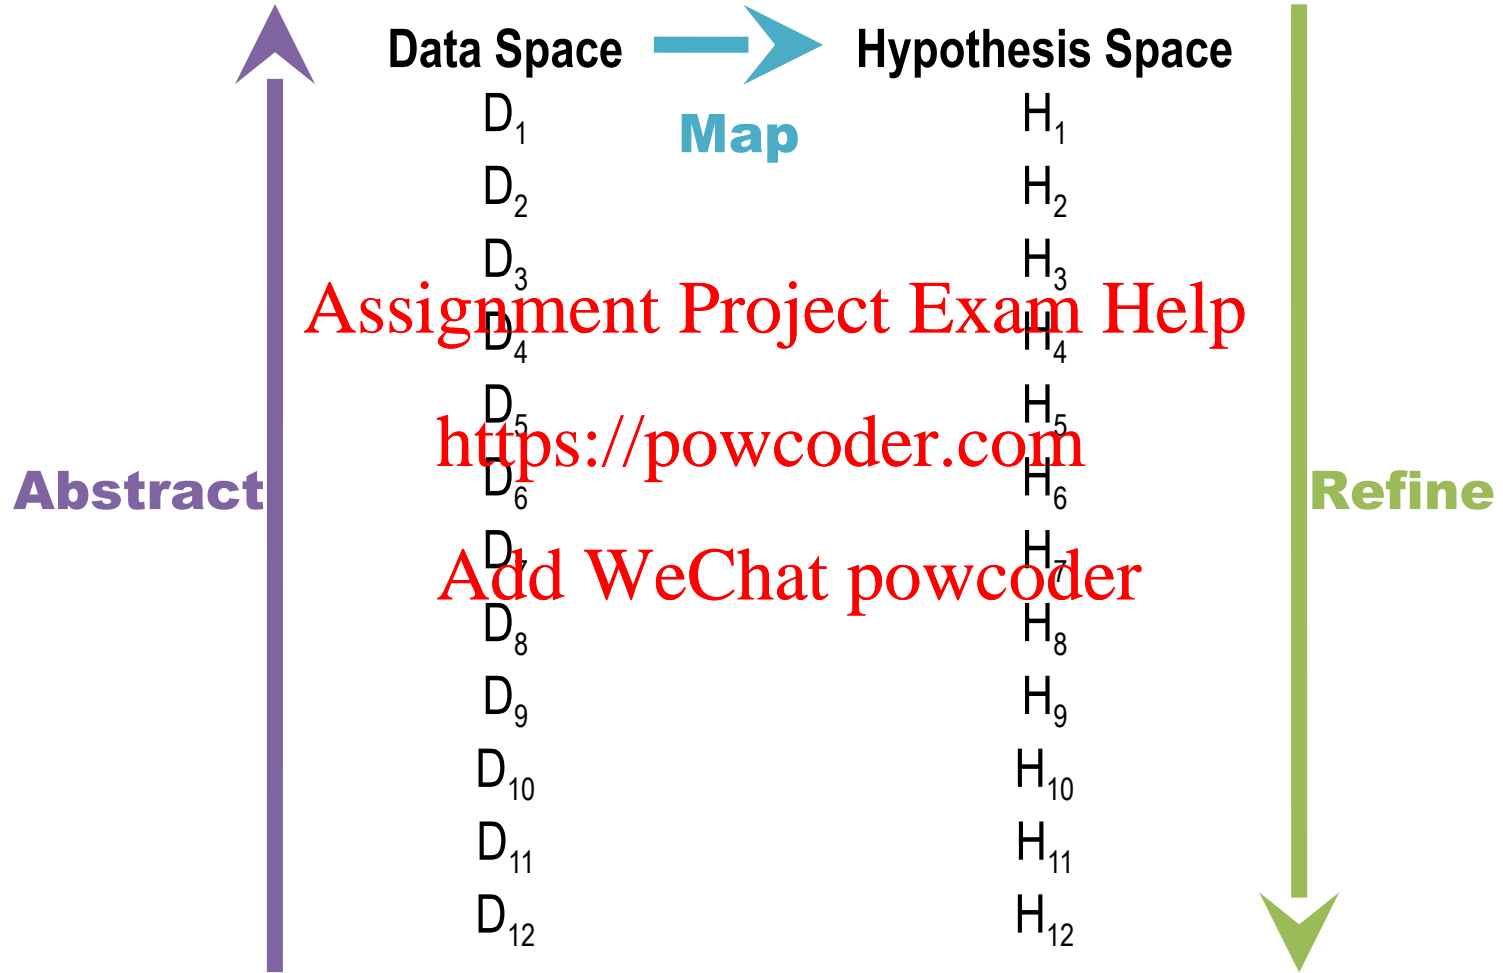 Data Space Hypothesis Space
Map
D1 H1
D2 H2
D3 H3
Assignment Project Exam Help
D4 H4
D5 H5
https://powcoder.com
D6 H6
Abstract Refine
D7 H7
Add WeChat powcoder
D8 H8
D9 H9
D10 H10
D11 H11
D12 H12